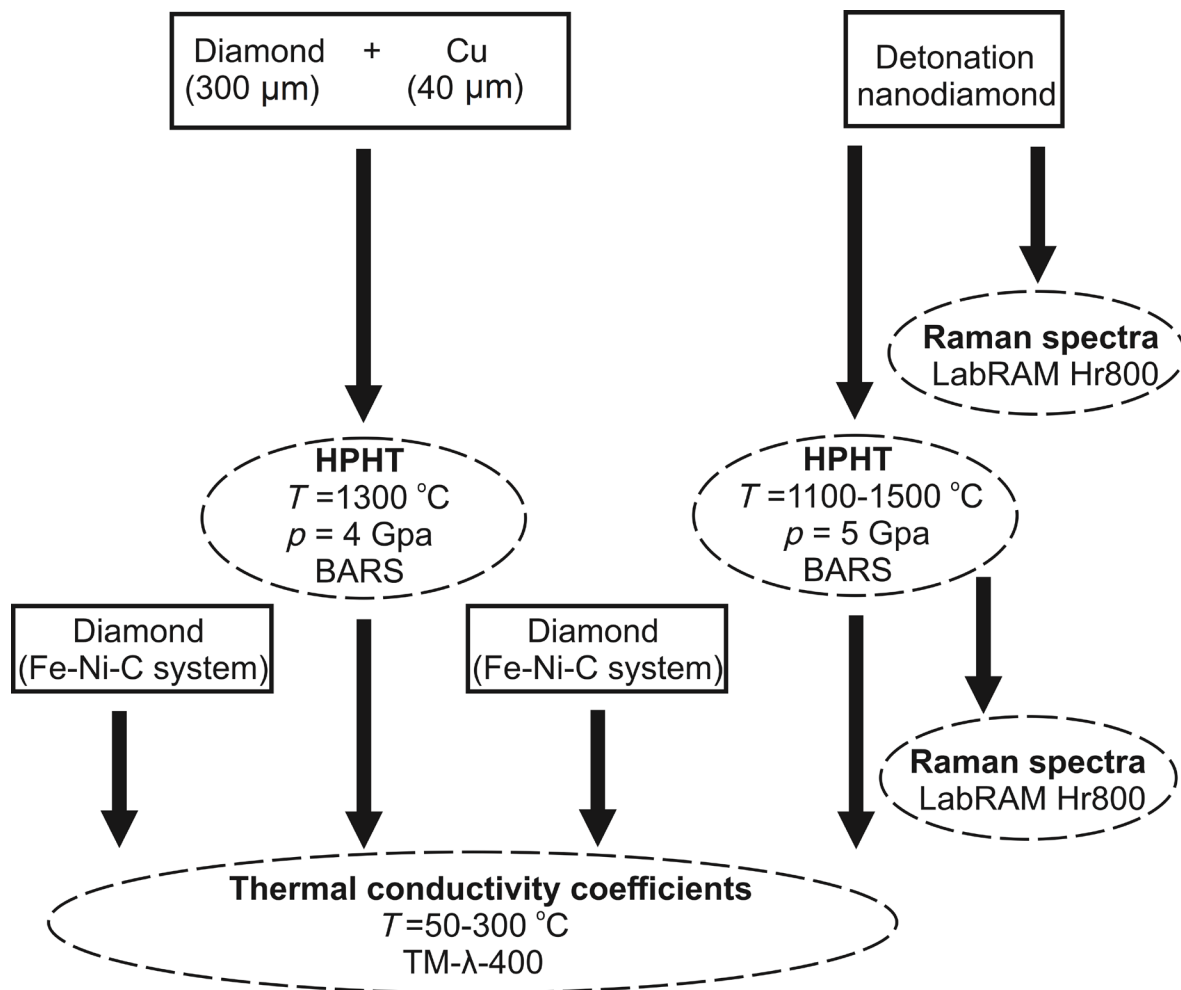 Diamond + Cu
(300 µm) (40 µm)
Detonation
nanodiamond
Raman spectra
LabRAM Hr800
HPHT
T =1300 °C
p = 4 Gpa
BARS
HPHT
T =1100-1500 °C
p = 5 Gpa
BARS
Diamond
(Fe-Ni-C system)
Diamond
(Fe-Ni-C system)
Raman spectra
LabRAM Hr800
Thermal conductivity coefficients
T =50-300 °C
TM-λ-400